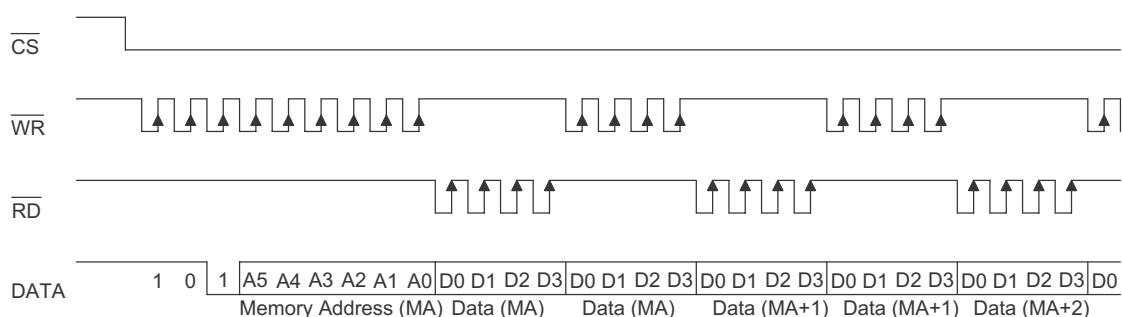 CS
WR
RD
DATA 1 0 1 A5 A4 A3 A2 A1 A0 D0 D1 D2 D3 D0 D1 D2 D3 D0 D1 D2 D3 D0 D1 D2 D3 D0 D1 D2 D3 D0
Memory Address (MA) Data (MA) Data (MA) Data (MA+1) Data (MA+1) Data (MA+2)